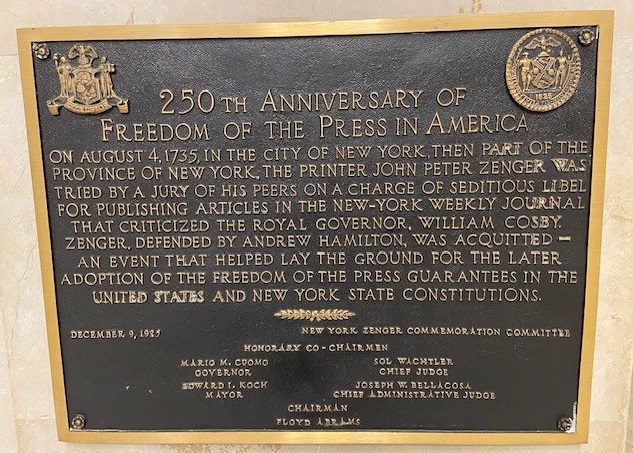 250TH ANNIVERSARY OF
FREEDOM OF THE PRESS IN AMERICA
ON AUGUST 4, 1735, IN THE CITY OF NEW YORK, THEN PART OF THE
PROVINCE OF NEW YORK, THE PRINTER JOHN PETER ZENGER WAS
TRIED BY A JURY OF HIS PEERS ON A CHARGE OF SEDITIOUS LIBEL
FOR PUBLISHING ARTICLES IN THE NEW-YORK WEEKLY JOURNAL
THAT CRITICIZED THE ROYAL GOVERNOR, WILLIAM COSBY.
ZENGER, DEFENDED BY ANDREW HAMILTON, WAS ACQUITTED —
AN EVENT THAT HELPED LAY THE GROUND FOR THE LATER
ADOPTION OF THE FREEDOM OF THE PRESS GUARANTEES IN THE
UNITED STATES AND NEW YORK STATE CONSTITUTIONS.
DECEMBER 9, 1985 NEW YORK ZENGER COMMEMORATION COMMITTEE
HONORARY CO-CHAIRMEN
MARIO M. CUOMO SOL WACHTLER
GOVERNOR CHIEF JUDGE
EDWARD I. KOCH JOSEPH W. BELLACOSA
MAYOR CHIEF ADMINISTRATIVE JUDGE
CHAIRMAN
FLOYD ABRAMS